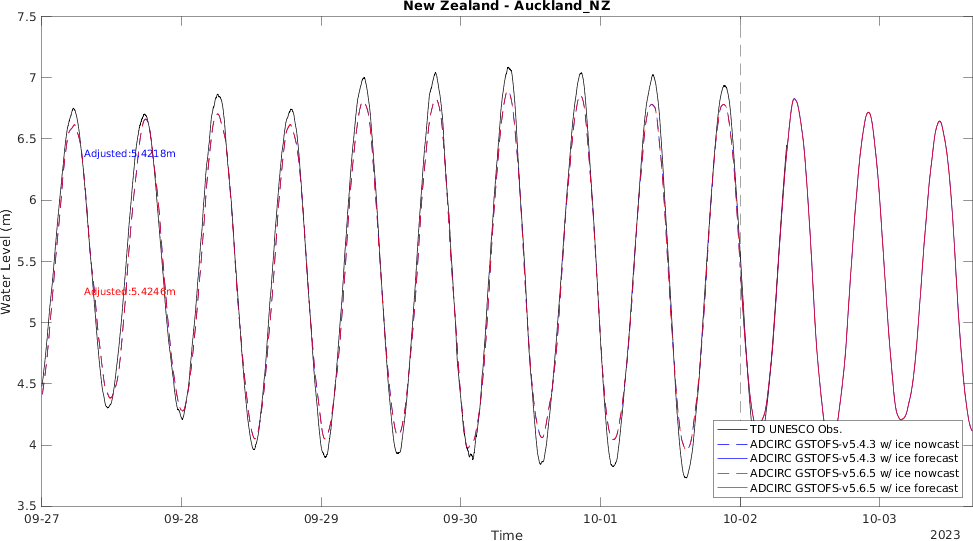 New Zealand - Auckland_NZ
7.5
7
6.5
6
5.5
5
4.5
4
3.5
Water Level (m)
Adjusted:5.4218m
Adjusted:5.4246m
TD UNESCO Obs.
ADCIRC GSTOFS-v5.4.3 w/ ice nowcast
ADCIRC GSTOFS-v5.4.3 w/ ice forecast
ADCIRC GSTOFS-v5.6.5 w/ ice nowcast
ADCIRC GSTOFS-v5.6.5 w/ ice forecast
09-27 09-28 09-29 09-30 10-01 10-02 10-03
Time
2023